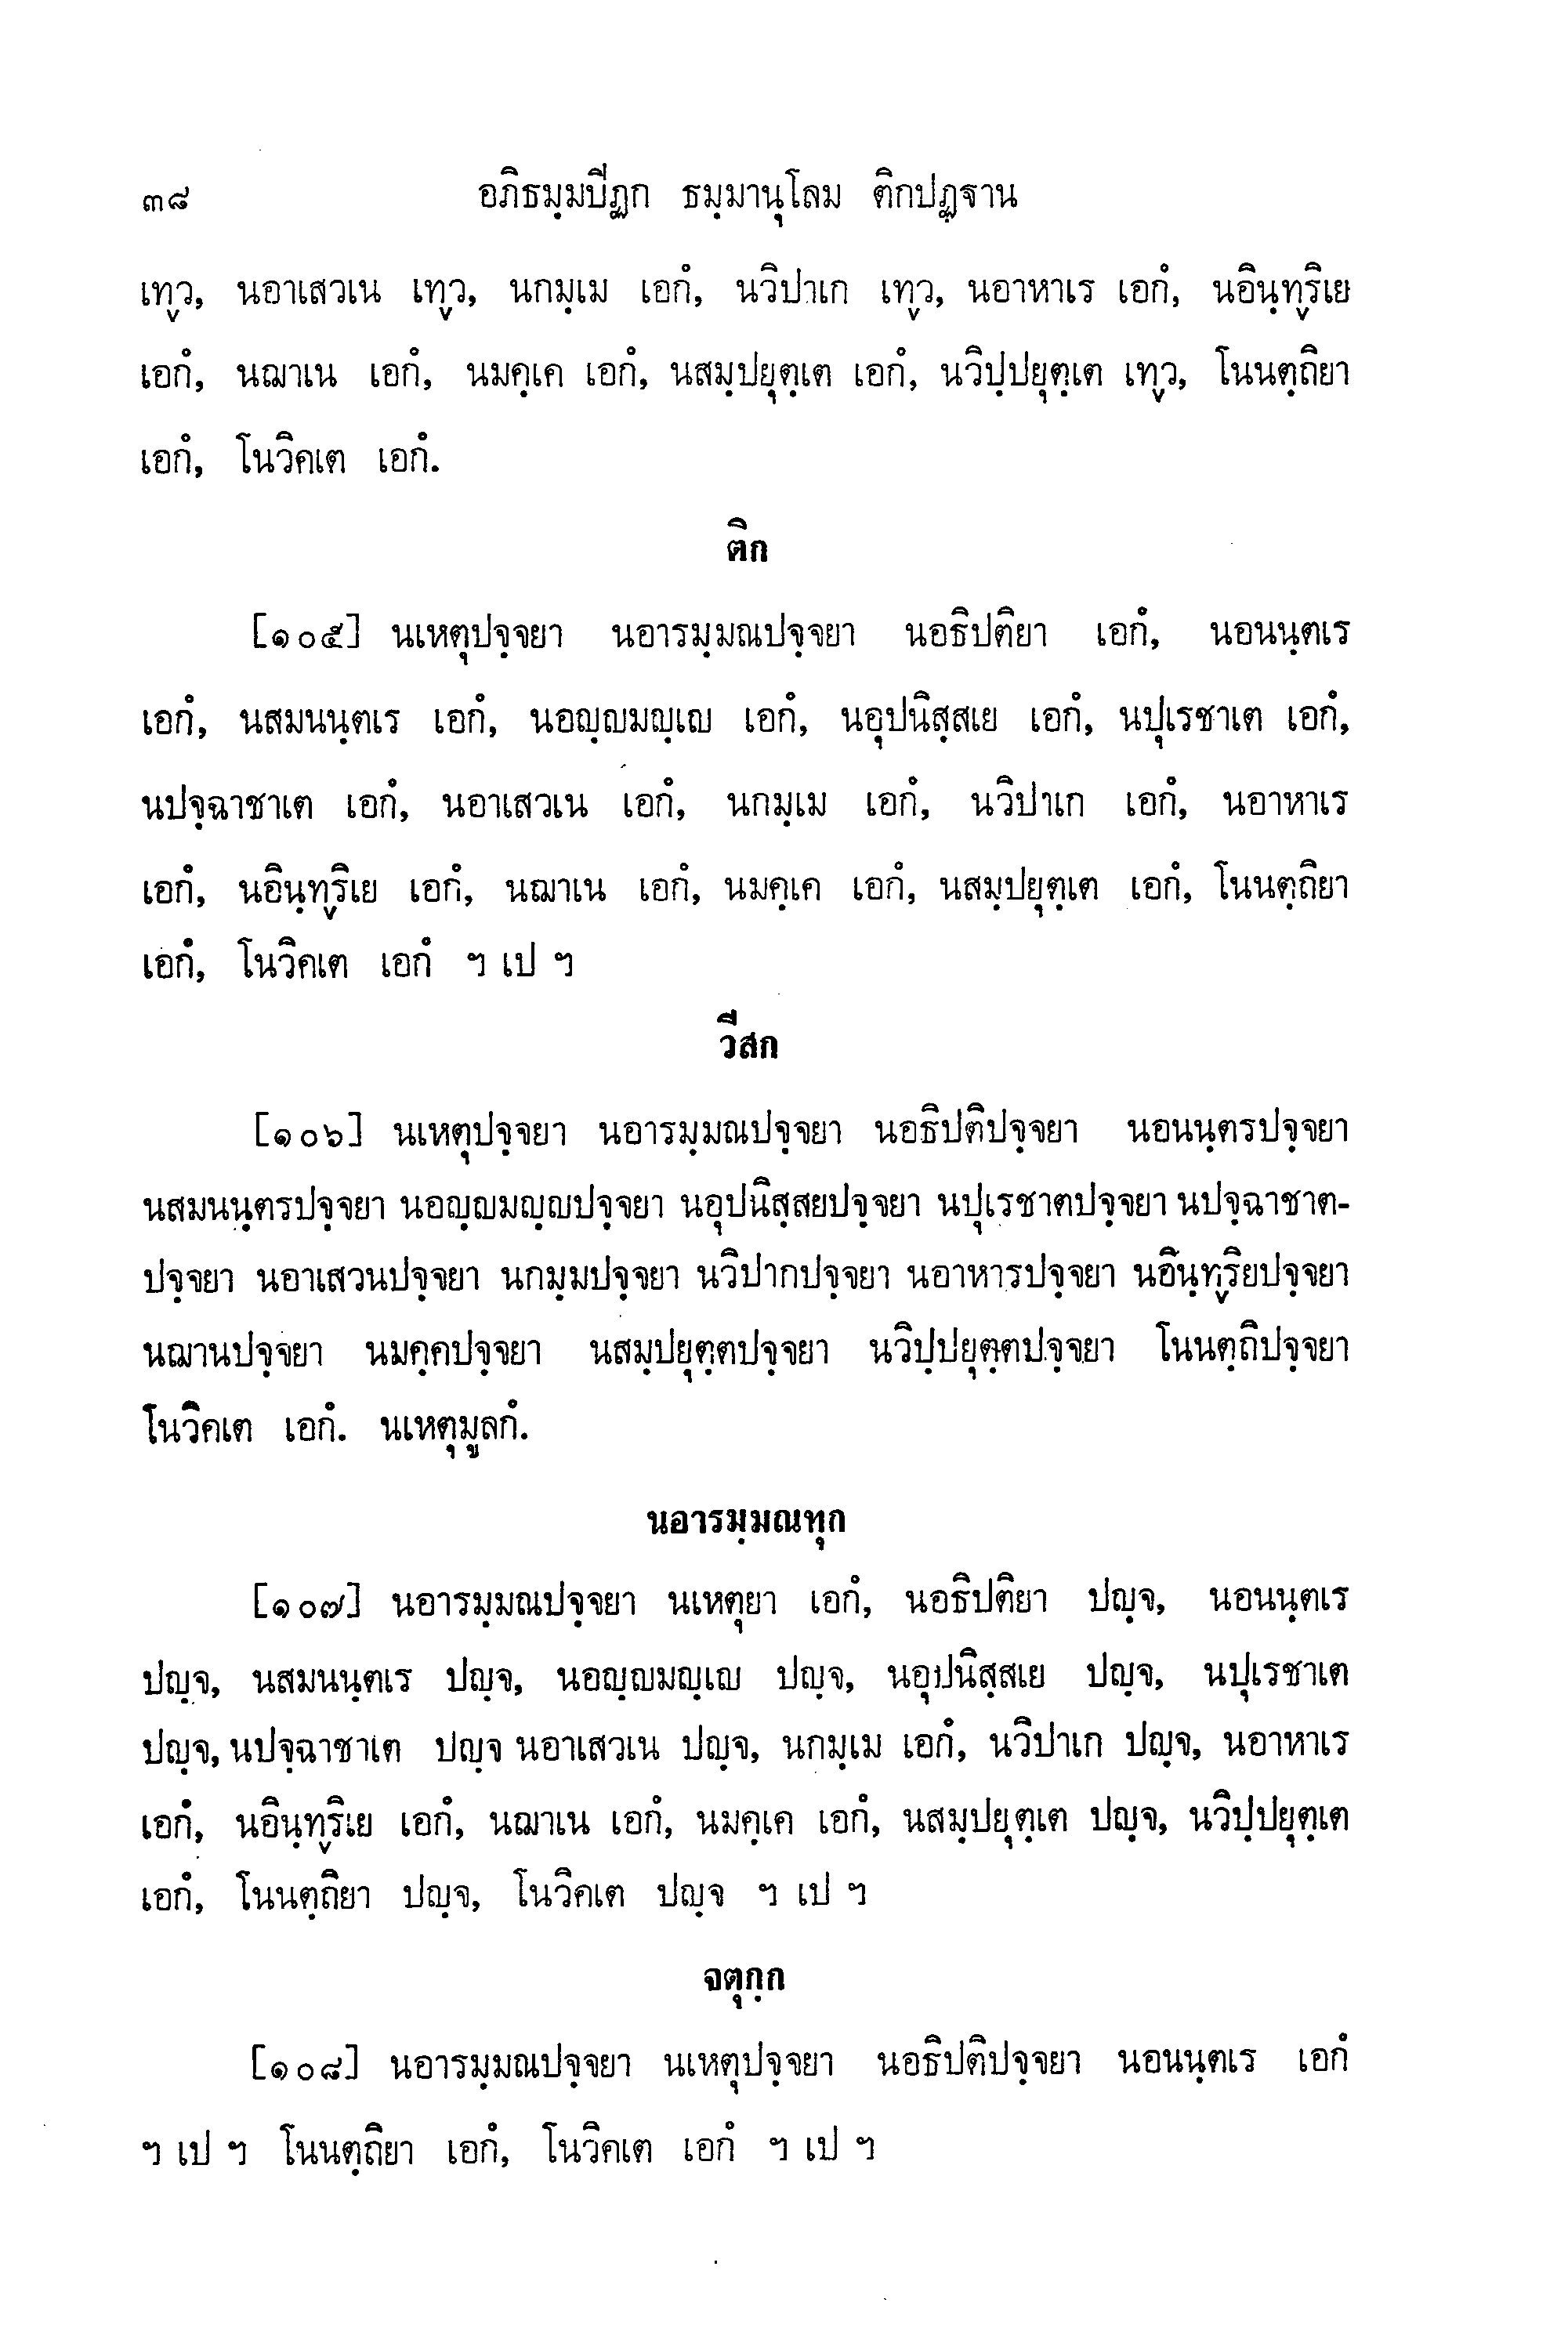 ๓๘ อภิธมฺมปีฏก ธมฺมานุโลม ติกปฏฺฐาน
เทฺว, นอาเสวเน เทฺว, นกมฺเม เอกํ, นวิปาเก เทฺว, นอาหาเร เอกํ, นอินฺทฺริเย
เอกํ, นฌาเน เอกํ, นมคฺเค เอกํ, นสมฺปยุตฺเต เอกํ, นวิปฺปยุตฺเต เทฺว, โนนตฺถิยา
เอกํ, โนวิคเต เอกํ.
ติก
[๑๐๕] นเหตุปจฺจยา นอารมฺมณปจฺจยา นอธิปติยา เอกํ, นอนนฺตเร
เอกํ, นสมนนฺตเร เอกํ, นอญฺญมญฺเญ เอกํ, นอุปนิสฺสเย เอกํ, นปุเรชาเต เอกํ,
นปจฺฉาชาเต เอกํ, นอาเสวเน เอกํ, นกมฺเม เอกํ, นวิปาเก เอกํ, นอาหาเร
เอกํ, นอินฺทฺริเย เอกํ, นฌาเน เอกํ, นมคฺเค เอกํ, นสมฺปยุตฺเต เอกํ, โนนตฺถิยา
เอกํ, โนวิคเต เอกํ ฯ เป ฯ
วีสก
[๑๐๖] นเหตุปจฺจยา นอารมฺมณปจฺจยา นอธิปติปจฺจยา นอนนฺตรปจฺจยา
นสมนนฺตรปจฺจยา นอญฺญมญฺญปจฺจยา นอุปนิสฺสยปจฺจยา นปุเรชาตปจฺจยา นปจฺฉาชาต-
ปจฺจยา นอาเสวนปจฺจยา นกมฺมปจฺจยา นวิปากปจฺจยา นอาหารปจฺจยา นอินฺทฺริยปจฺจยา
นฌานปจฺจยา นมคฺคปจฺจยา นสมฺปยุตฺตปจฺจยา นวิปฺปยุตฺตปจฺจยา โนนตฺถิปจฺจยา
โนวิคเต เอกํ. นเหตุมูลกํ.
นอารมฺมณทุก
[๑๐๗] นอารมฺมณปจฺจยา นเหตุยา เอกํ, นอธิปติยา ปญฺจ, นอนนฺตเร
ปญฺจ, นสมนนฺตเร ปญฺจ, นอญฺญมญฺเญ ปญฺจ, นอุปนิสฺสเย ปญฺจ, นปุเรชาเต
ปญฺจ, นปจฺฉาชาเต ปญฺจ นอาเสวเน ปญฺจ, นกมฺเม เอกํ, นวิปาเก ปญฺจ, นอาหาเร
เอกํ, นอินฺทฺริเย เอกํ, นฌาเน เอกํ, นมคฺเค เอกํ, นสมฺปยุตฺเต ปญฺจ, นวิปฺปยุตฺเต
เอกํ, โนนตฺถิยา ปญฺจ, โนวิคเต ปญฺจ ฯ เป ฯ
จตุกฺก
[๑๐๘] นอารมฺมณปจฺจยา นเหตุปจฺจยา นอธิปติปจฺจยา นอนนฺตเร เอกํ
ฯ เป ฯ โนนตฺถิยา เอกํ, โนวิคเต เอกํ ฯ เป ฯ